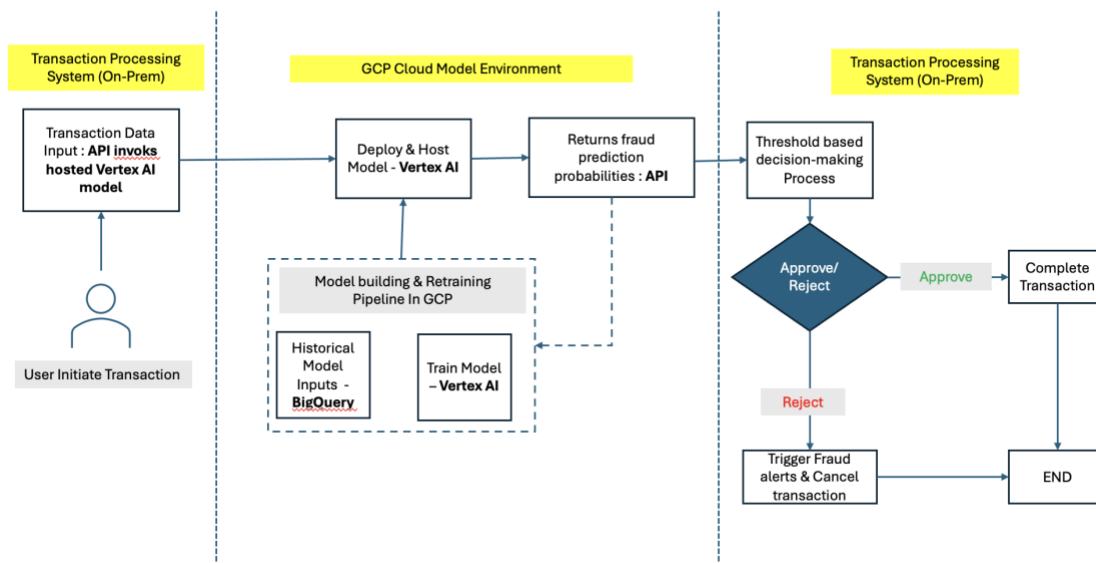 Transaction Processing
System (On-Prem)
Transaction Data
Input : API invoks
hosted Vertex AI
model
User Initiate Transaction
GCP Cloud Model Environment
Deploy & Host
Model - Vertex AI
Returns fraud
prediction
probabilities : API
Model building & Retraining
Pipeline In GCP
Historical
Model
Inputs -
BigQuery
Train Model
– Vertex AI
Transaction Processing
System (On-Prem)
Threshold based
decision-making
Process
Approve/
Reject
Approve
Complete
Transaction
Reject
Trigger Fraud
alerts & Cancel
transaction
END